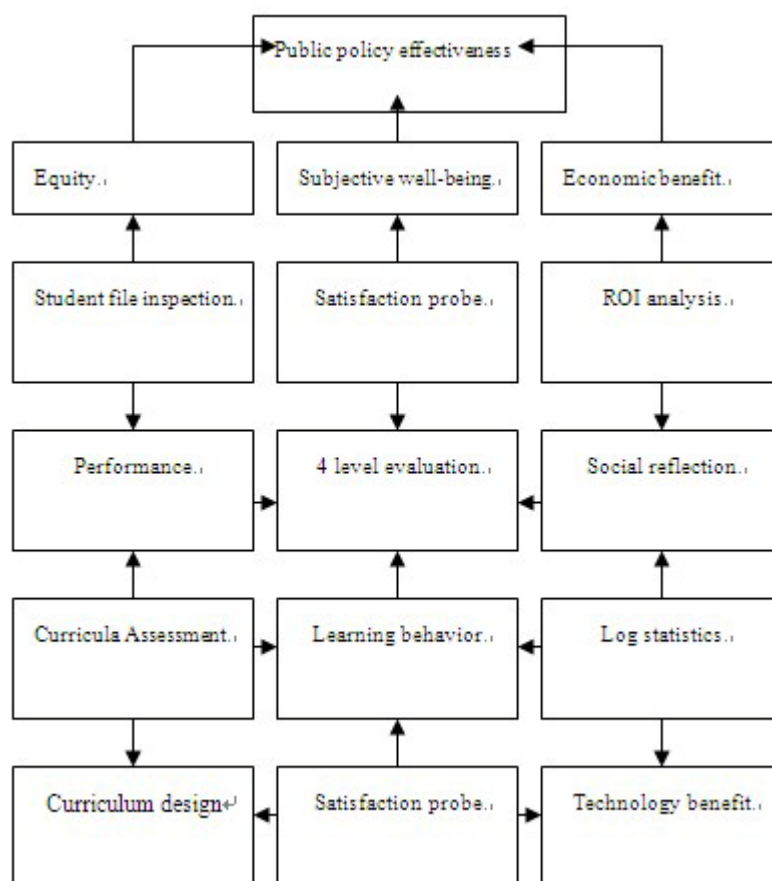 Public policy effectiveness
Equity.
Subjective well-being.
Economic benefit.
Student file inspection.
Satisfaction probe.
ROI analysis.
Performance.
4 level evaluation.
Social reflection.
Curricula Assessment.
Learning behavior.
Log statistics.
Curriculum design↵
Satisfaction probe.
Technology benefit.